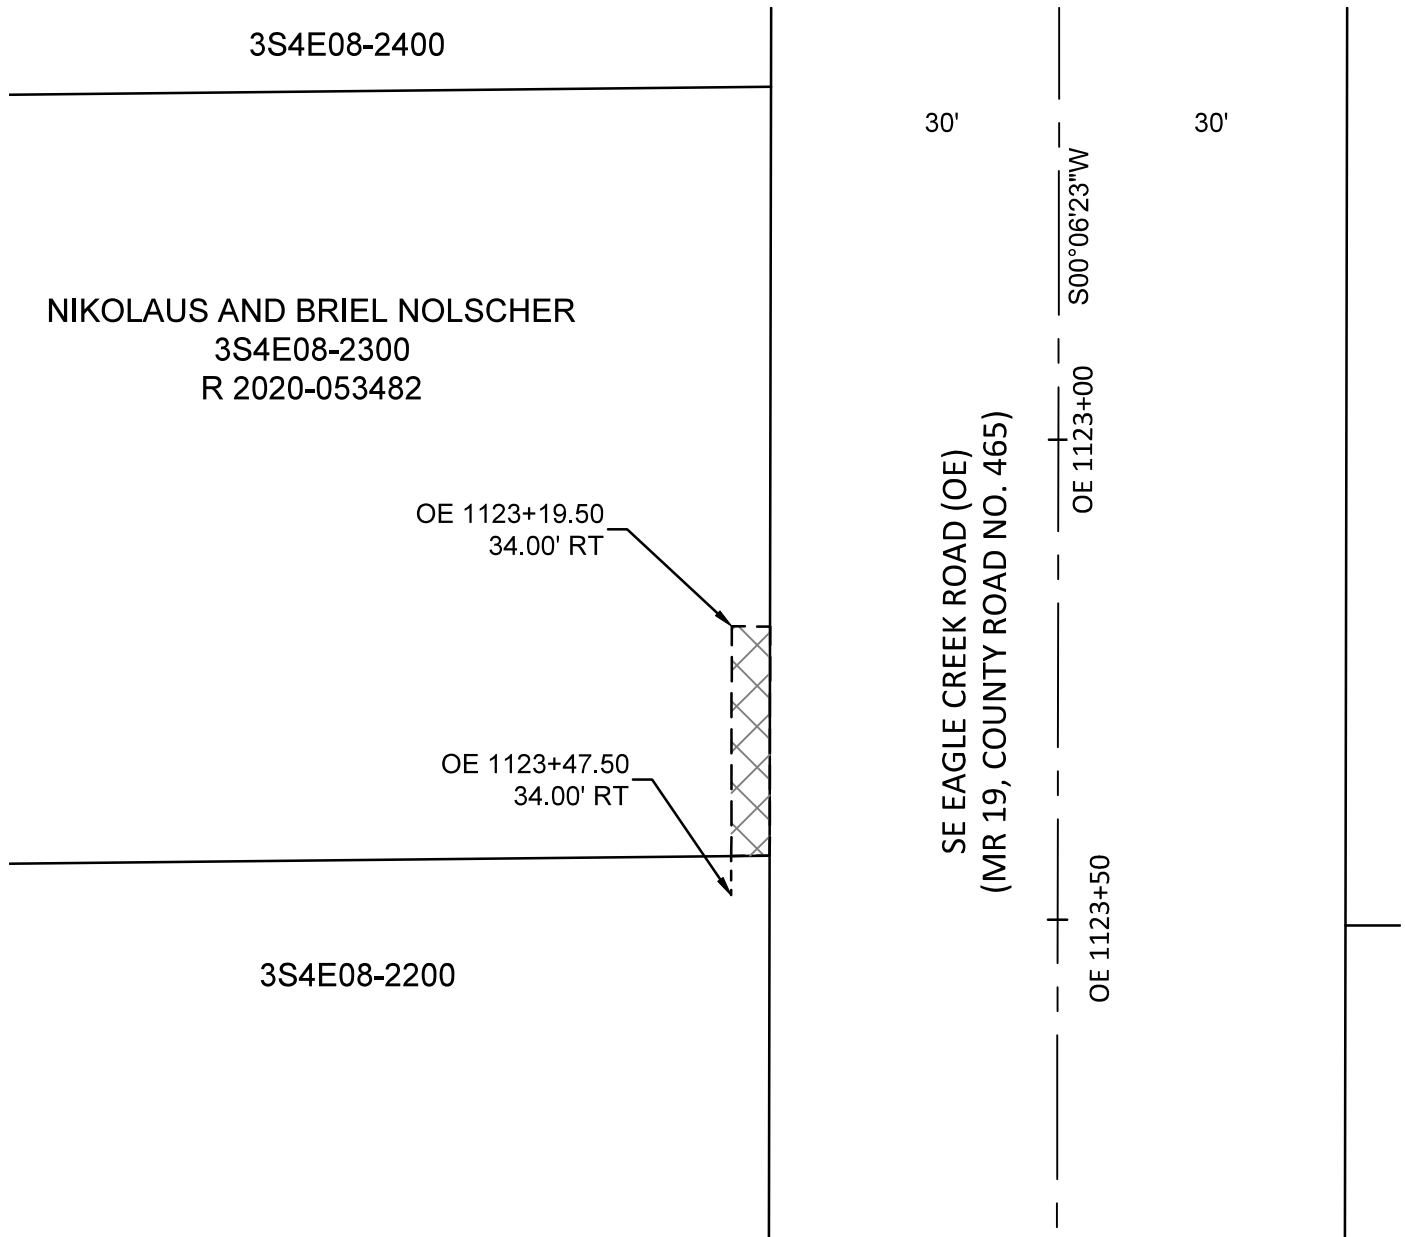 3S4E08-2400
30'
30'
S00°06'23"W
NIKOLAUS AND BRIEL NOLSCHER
3S4E08-2300
R 2020-053482
OE 1123+00
SE EAGLE CREEK ROAD (OE)
(MR 19, COUNTY ROAD NO. 465)
OE 1123+19.50
34.00' RT
OE 1123+47.50
34.00' RT
OE 1123+50
3S4E08-2200